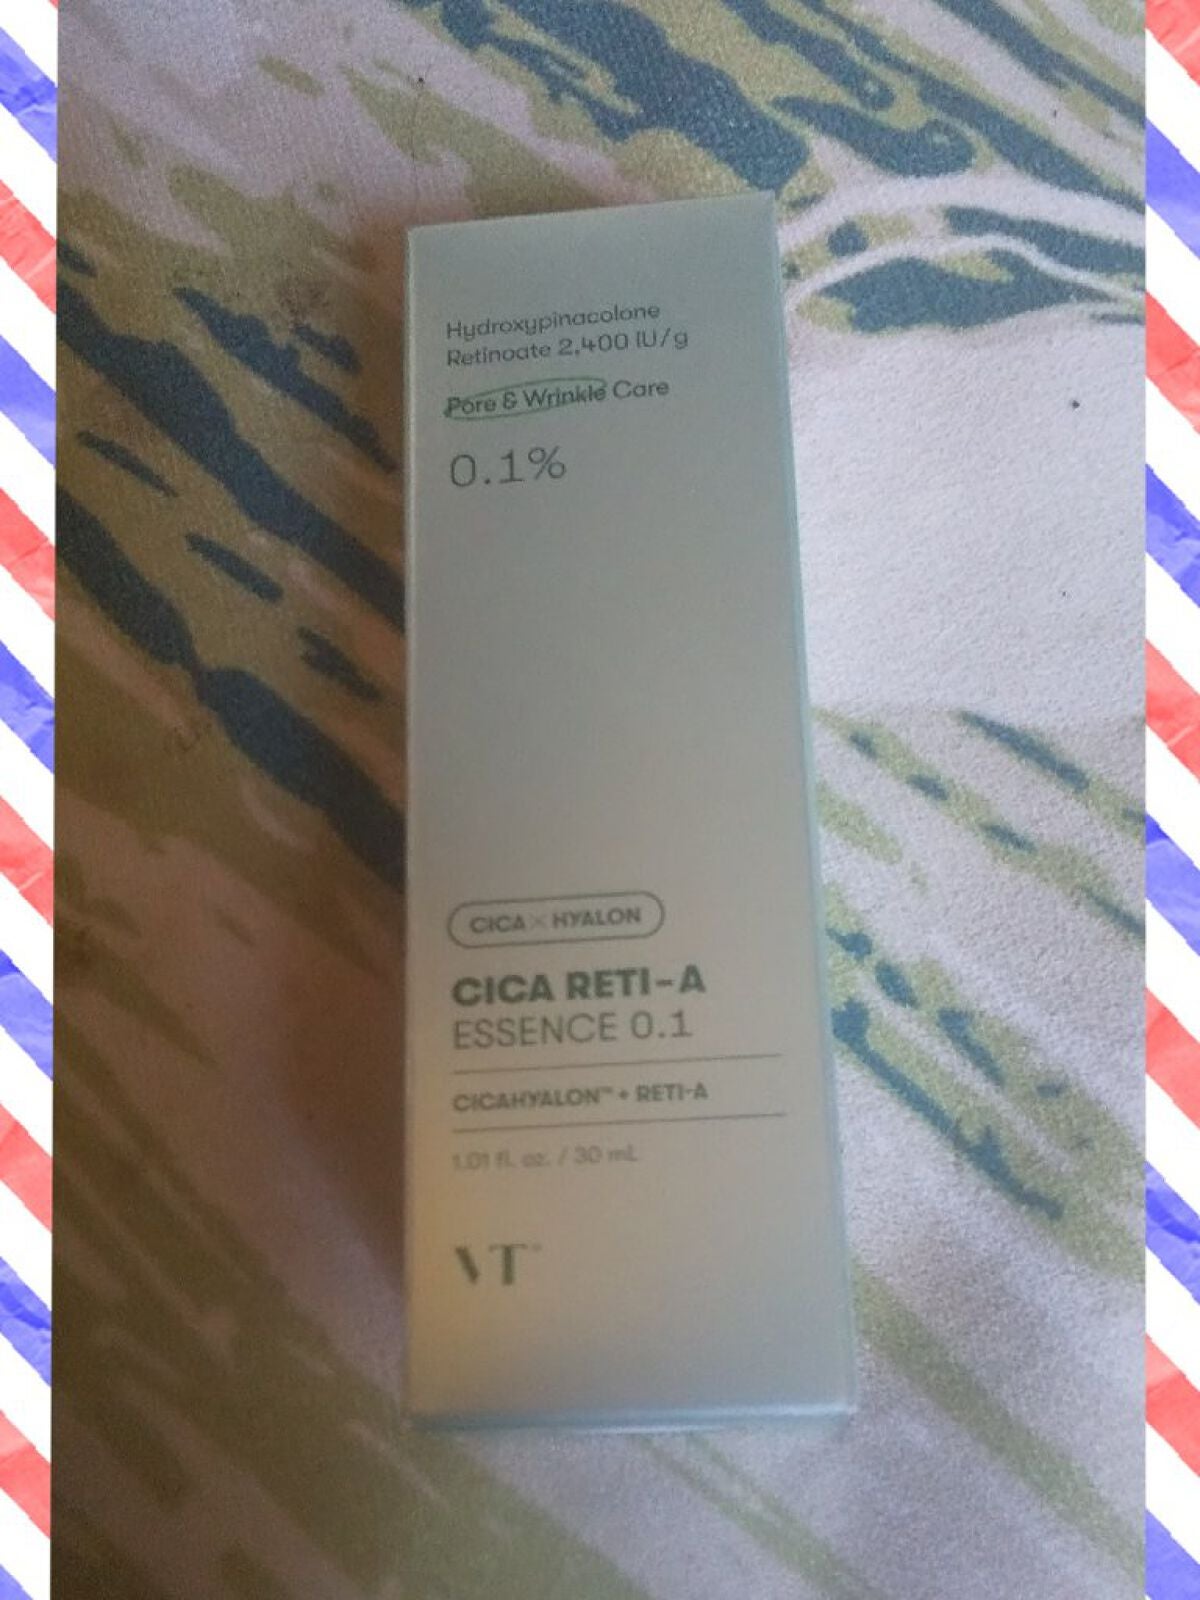 Hydroxypinacolone
Retinoate 2,400 IU/g
Pore & Wrinkle Care
0.1%
CICA × HYALON
CICA RETI-A
ESSENCE 0.1
CICAHYALON™ + RETI-A
1.01 fl. oz. / 30 mL
VT®